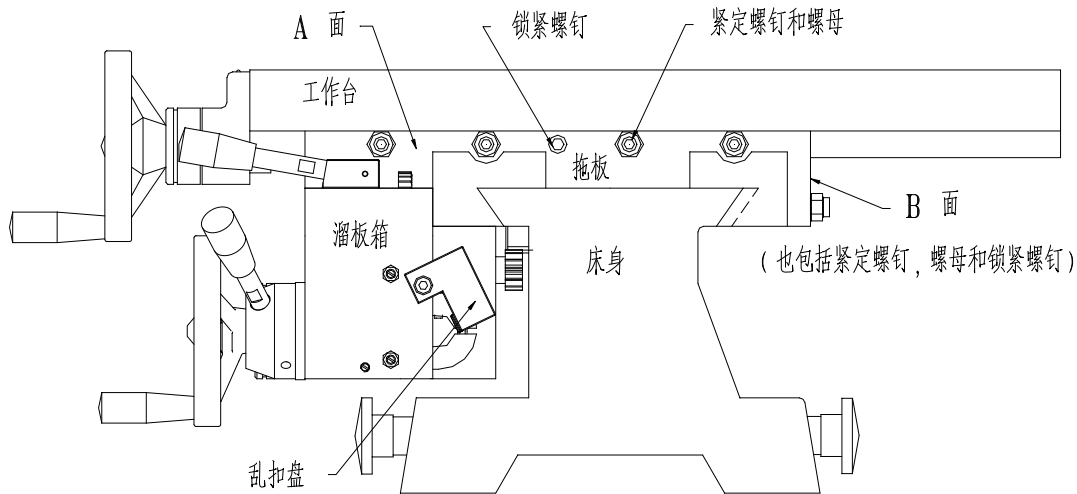 A 面
锁紧螺钉
紧定螺钉和螺母
工作台
拖板
B 面
溜板箱
床身
(也包括紧定螺钉,螺母和锁紧螺钉)
乱扣盘